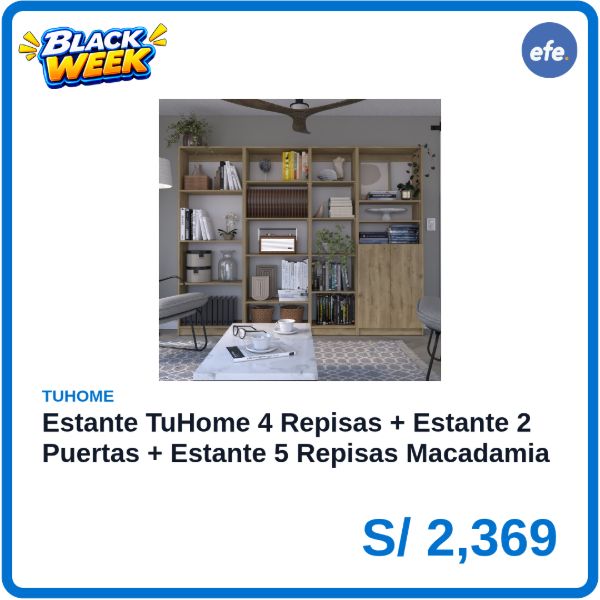 BLACK
WEEK
efe.
TUHOME
Estante TuHome 4 Repisas + Estante 2
Puertas + Estante 5 Repisas Macadamia
S/ 2,369